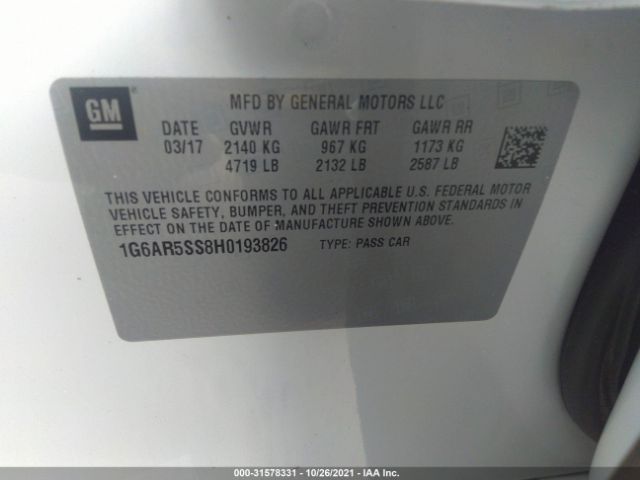 GM
MFD BY GENERAL MOTORS LLC
DATE GVWR GAWR FRT GAWR RR
03/17 2140 KG 967 KG 1173 KG
4719 LB 2132 LB 2587 LB
THIS VEHICLE CONFORMS TO ALL APPLICABLE U.S. FEDERAL MOTOR
VEHICLE SAFETY, BUMPER, AND THEFT PREVENTION STANDARDS IN
EFFECT ON THE DATE OF MANUFACTURE SHOWN ABOVE.
1G6AR5SS8H0193826 TYPE: PASS CAR
000-31578331 - 10/26/2021 - IAA Inc.